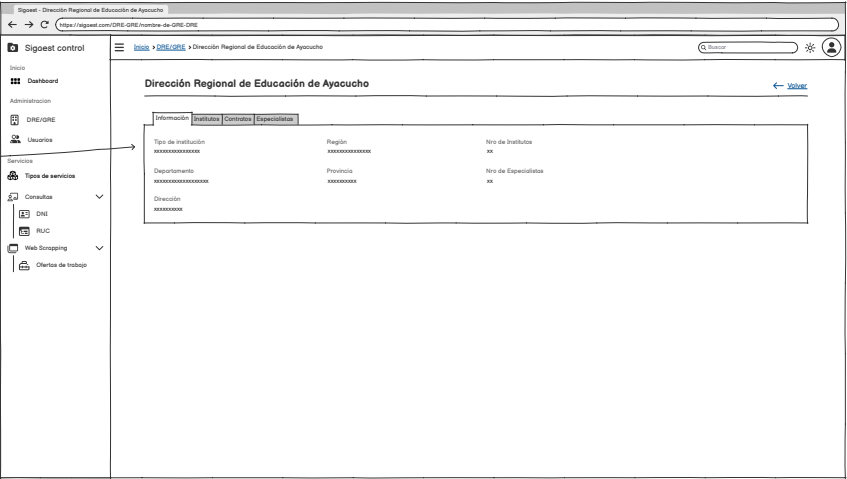 Sigoest - Dirección Regional de Educación de Ayacucho
https://sigoest.com/DRE-GRE/nombre-de-GRE-DRE
Sigoest control
Inicio > DRE/GRE > Dirección Regional de Educación de Ayacucho
Buscar
Inicio
Dashboard
Administracion
DRE/GRE
Usuarios
Servicios
Tipos de servicios
Consultas
DNI
RUC
Web Scrapping
Ofertas de trabajo
Dirección Regional de Educación de Ayacucho
Volver
Información Institutos Contratos Especialistas
Tipo de institución Región Nro de Institutos
xxxxxxxxxxxxxxxx xxxxxxxxxxxxxxx xx
Departamento Provincia Nro de Especialistas
xxxxxxxxxxxxxxxxxxx xxxxxxxxxx xx
Dirección
xxxxxxxxxx